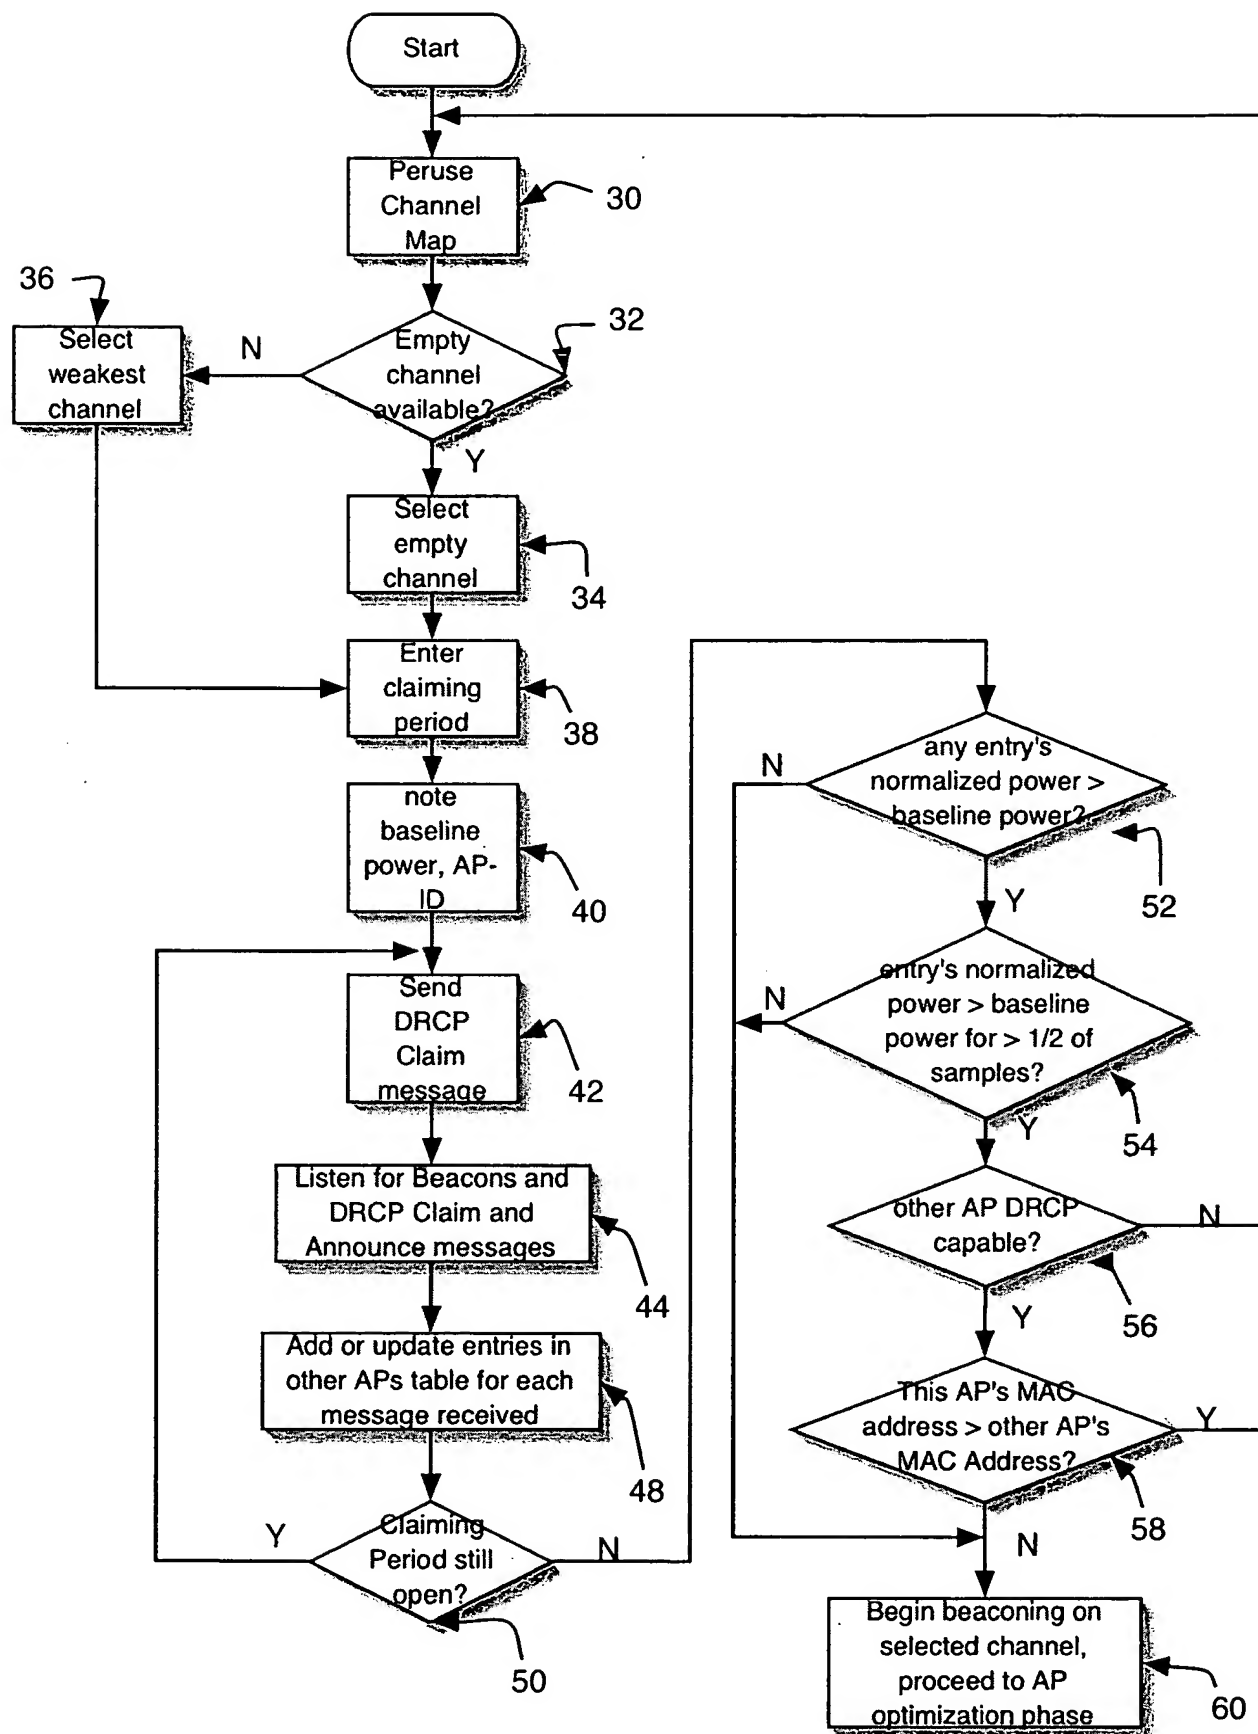 Start
Peruse
Channel
Map
30
36
Select
weakest
channel
N
Empty
channel
available?
32
Y
Select
empty
channel
34
Enter
claiming
period
38
note
baseline
power, AP-
ID
40
Send
DRCP
Claim
message
42
Listen for Beacons and
DRCP Claim and
Announce messages
44
Add or update entries in
other APs table for each
message received
48
Y
Claiming
Period still
open?
N
50
N
any entry's
normalized power >
baseline power?
52
Y
N
entry's normalized
power > baseline
power for > 1/2 of
samples?
54
Y
other AP DRCP
capable?
N
56
Y
This AP's MAC
address > other AP's
MAC Address?
Y
58
N
Begin beaconing on
selected channel,
proceed to AP
optimization phase
60